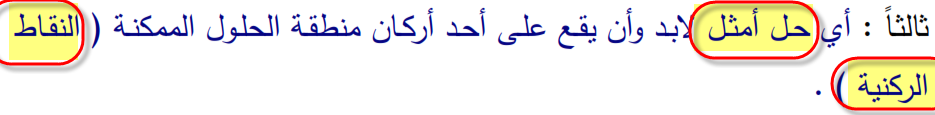 ثالثاً : أي حل أمثل لابد وأن يقع على أحد أركان منطقة الحلول الممكنة ( النقاط
الركنية ) .